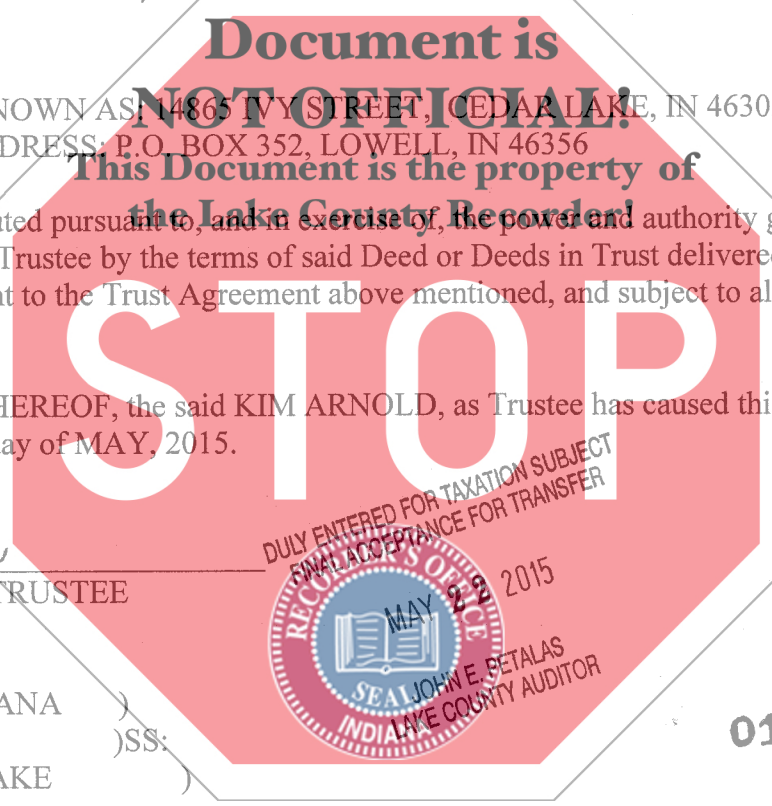 Document is
NOWN AS: 14865 IVY STREET, CEDAR LAKE, IN 4630
NOT OFFICIAL!
DRESS: P.O. BOX 352, LOWELL, IN 46356
This Document is the property of
the Lake County Recorder!
ted pursuant to, and in exercise of, the power and authority g
Trustee by the terms of said Deed or Deeds in Trust delivered
nt to the Trust Agreement above mentioned, and subject to al
STOP
HEREOF, the said KIM ARNOLD, as Trustee has caused thi
ay of MAY, 2015.
DULY ENTERED FOR TAXATION SUBJECT
FINAL ACCEPTANCE FOR TRANSFER
TRUSTEE
MAY 22 2015
RECORDER'S OFFICE
SEAL
INDIANA
JOHN E. PETALAS
LAKE COUNTY AUDITOR
ANA )
)SS:
AKE )
01